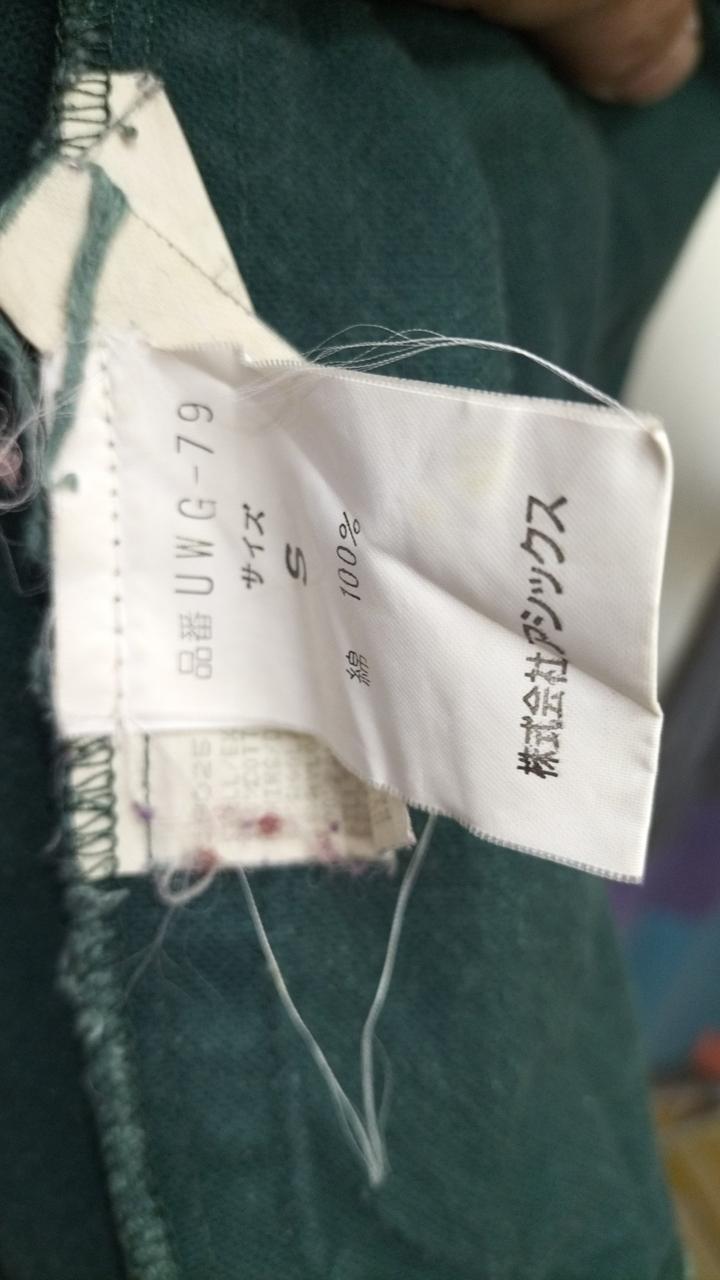 品番 UWG-79
サイズ
S
綿 100%
株式会社アシックス